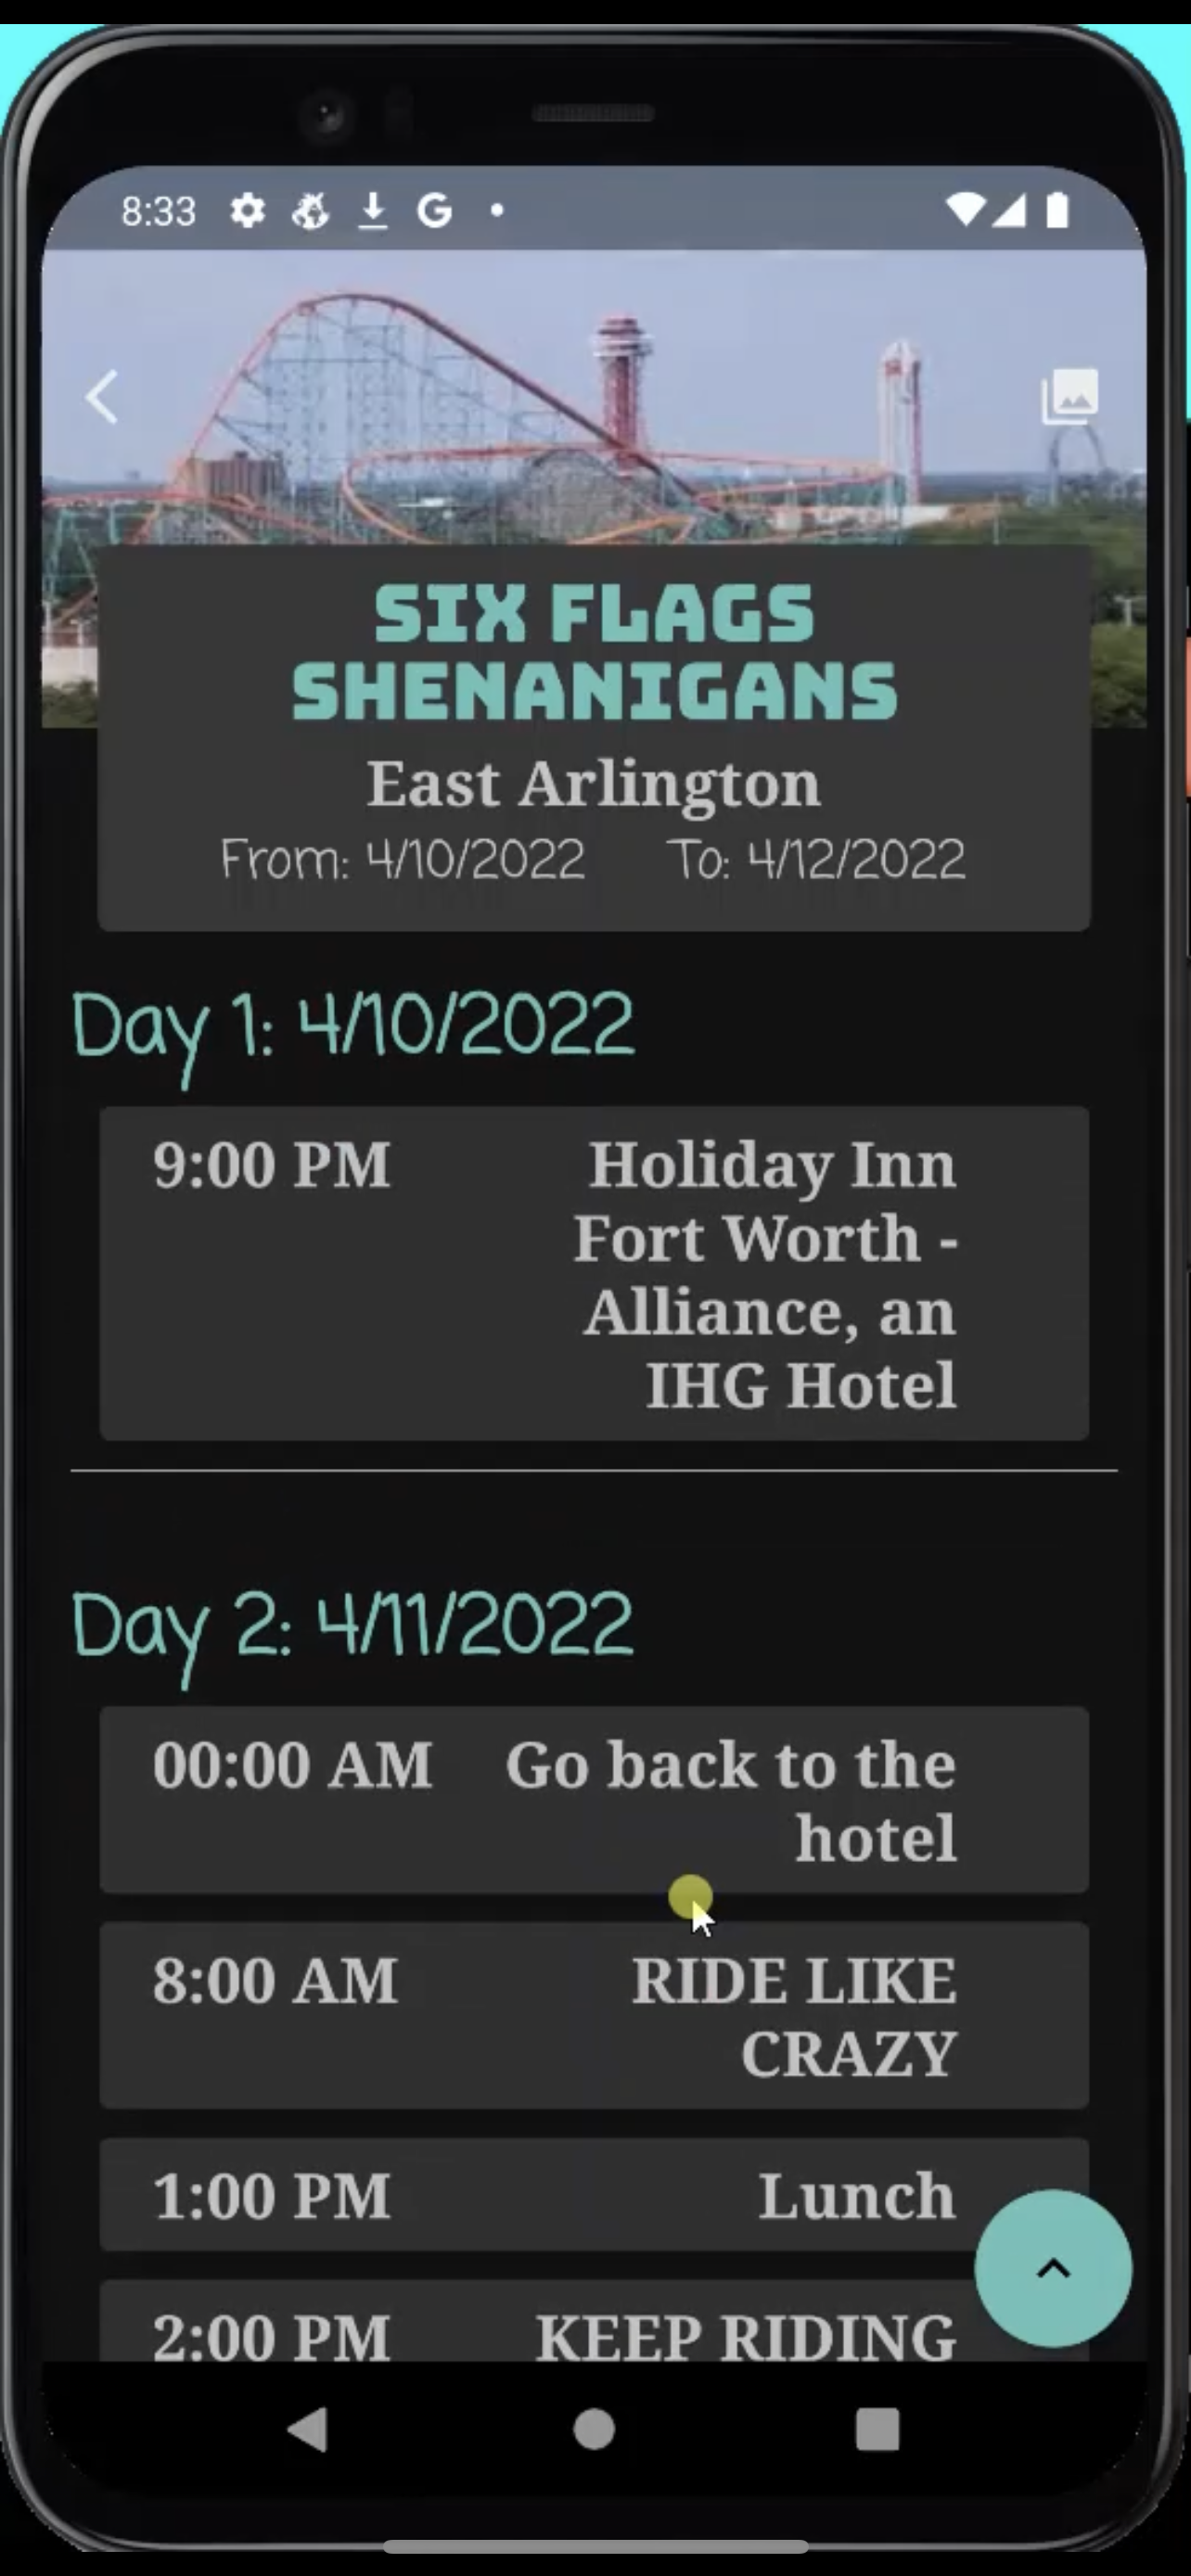 8:33
SIX FLAGS
SHENANIGANS
East Arlington
From: 4/10/2022 To: 4/12/2022
Day 1: 4/10/2022
9:00 PM Holiday Inn
Fort Worth -
Alliance, an
IHG Hotel
Day 2: 4/11/2022
00:00 AM Go back to the
hotel
8:00 AM RIDE LIKE
CRAZY
1:00 PM Lunch
2:00 PM KEEP RIDING